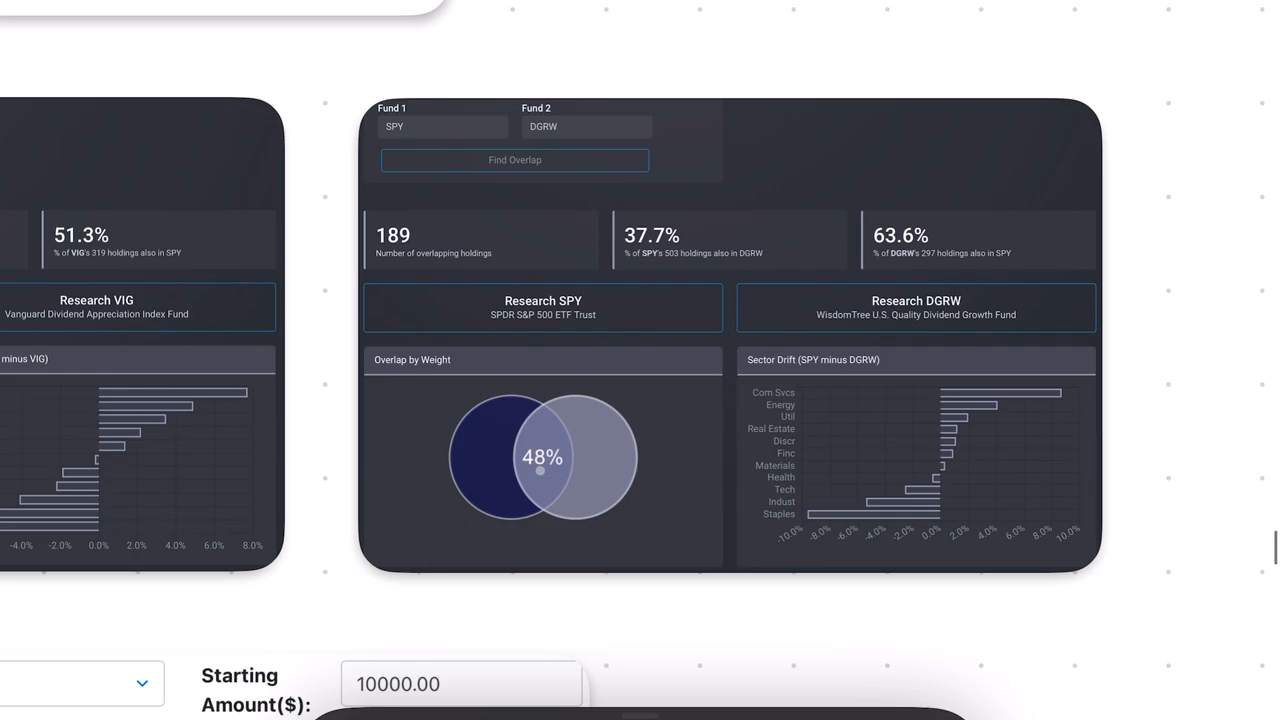 51.3%
% of VIG's 319 holdings also in SPY
Research VIG
Vanguard Dividend Appreciation Index Fund
minus VIG)
-4.0% -2.0% 0.0% 2.0% 4.0% 6.0% 8.0%
Fund 1 Fund 2
SPY DGRW
Find Overlap
189 37.7% 63.6%
Number of overlapping holdings % of SPY's 503 holdings also in DGRW % of DGRW's 297 holdings also in SPY
Research SPY Research DGRW
SPDR S&P 500 ETF Trust WisdomTree U.S. Quality Dividend Growth Fund
Overlap by Weight Sector Drift (SPY minus DGRW)
48%
Com Svcs
Energy
Util
Real Estate
Discr
Finc
Materials
Health
Tech
Indust
Staples
-10.0% -8.0% -6.0% -4.0% -2.0% 0.0% 2.0% 4.0% 6.0% 8.0% 10.0%
Starting
Amount($):
10000.00